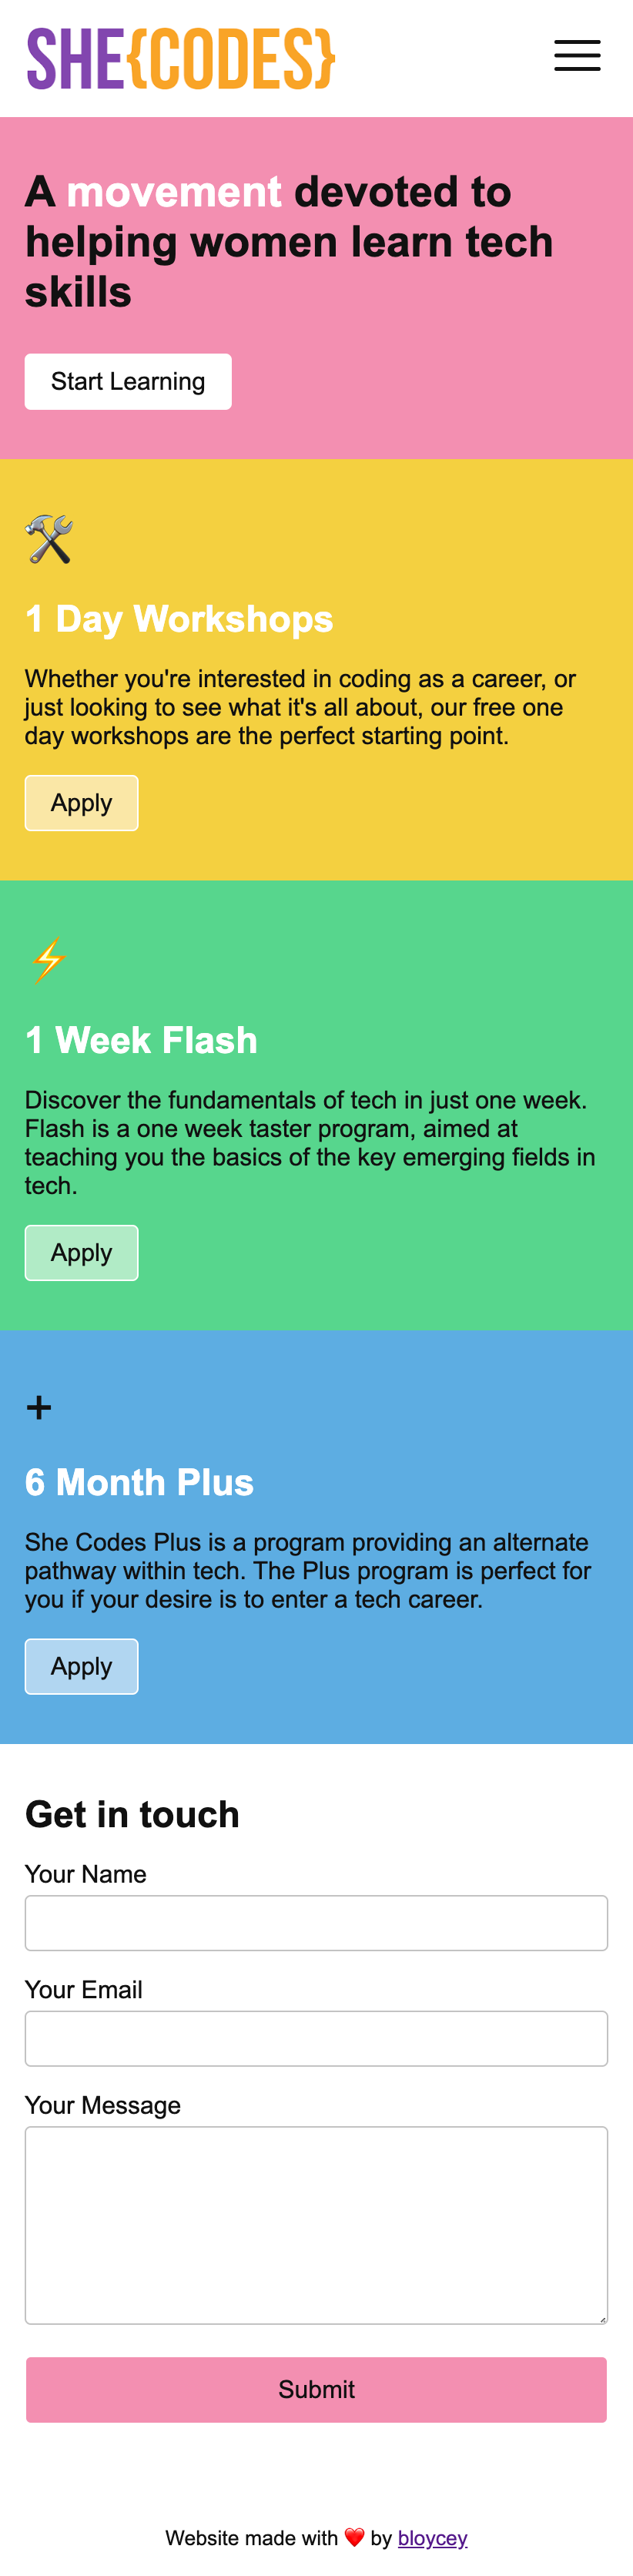 SHE{CODES}
A movement devoted to
helping women learn tech
skills
Start Learning
1 Day Workshops
Whether you're interested in coding as a career, or
just looking to see what it's all about, our free one
day workshops are the perfect starting point.
Apply
1 Week Flash
Discover the fundamentals of tech in just one week.
Flash is a one week taster program, aimed at
teaching you the basics of the key emerging fields in
tech.
Apply
+
6 Month Plus
She Codes Plus is a program providing an alternate
pathway within tech. The Plus program is perfect for
you if your desire is to enter a tech career.
Apply
Get in touch
Your Name
Your Email
Your Message
Submit
Website made with ❤️ by bloycey